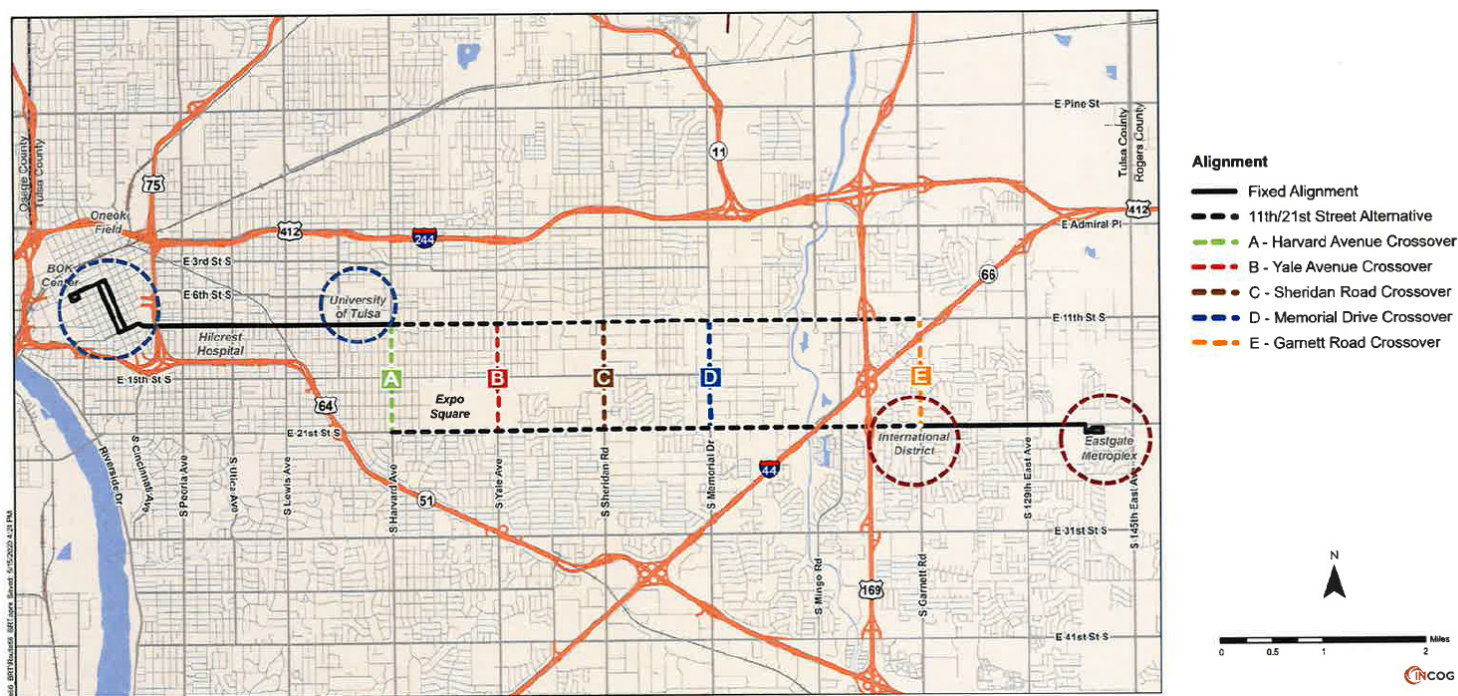 E Pine St
Osage County
Tulsa County
Tulsa County
Rogers County
11
75
Oneok
Field
412
412
244
E Admiral Pl
E 3rd St S
BOK
Center
E 6th St S
66
University
of Tulsa
E 11th St S
Hilcrest
Hospital
E 15th St S
A
B
C
D
E
Expo
Square
64
E 21st St S
International
District
Eastgate
Metroplex
Riverside Dr
S Cincinnati Ave
S Peoria Ave
S Utica Ave
S Lewis Ave
S Harvard Ave
S Yale Ave
S Sheridan Rd
S Memorial Dr
S Mingo Rd
S Garnett Rd
S 129th East Ave
S 145th East Ave
44
51
E 31st St S
169
E 41st St S
Alignment
Fixed Alignment
11th/21st Street Alternative
A - Harvard Avenue Crossover
B - Yale Avenue Crossover
C - Sheridan Road Crossover
D - Memorial Drive Crossover
E - Garnett Road Crossover
N
Miles
0 0.5 1 2
INCOG